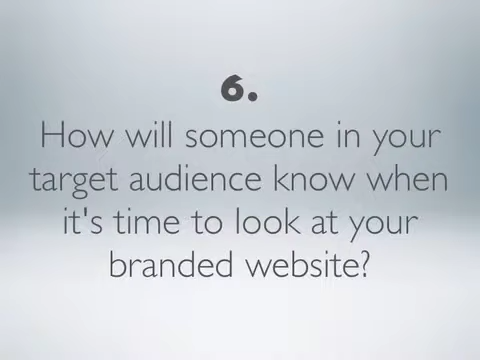 6.
How will someone in your
target audience know when
it's time to look at your
branded website?